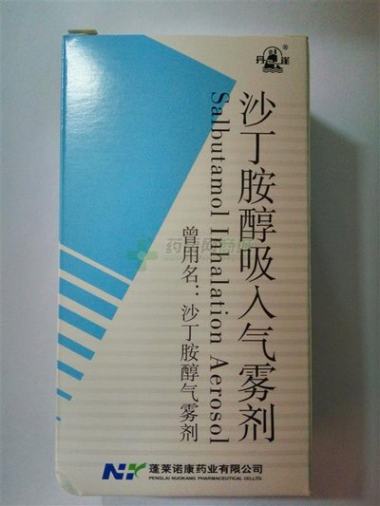 丹崖
®
沙丁胺醇吸入气雾剂
Salbutamol Inhalation Aerosol
曾用名：沙丁胺醇气雾剂
NK 蓬莱诺康药业有限公司
PENGLAI NUOKANG PHARMACEUTICAL CO.,LTD.